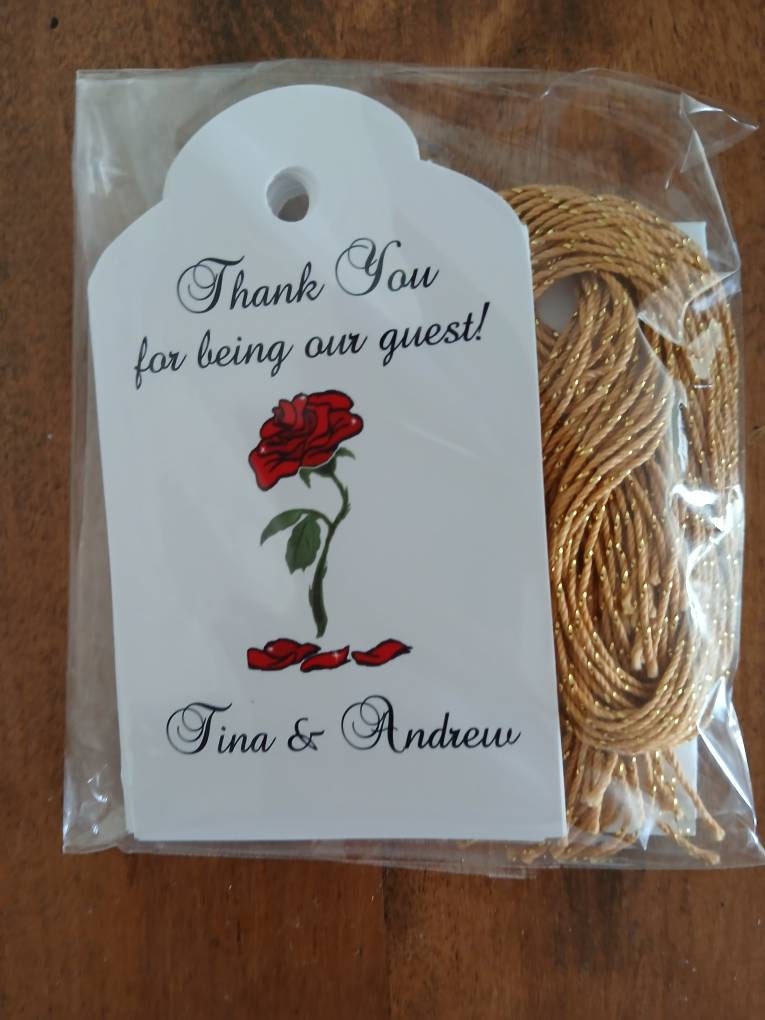 Thank You
for being our guest!
Tina & Andrew